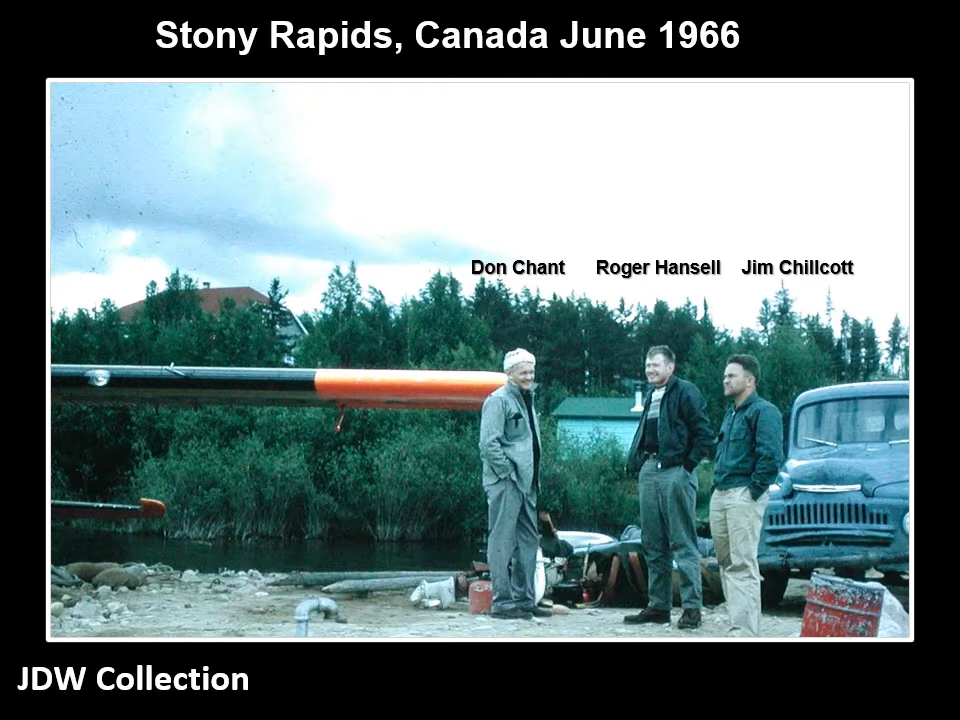 Stony Rapids, Canada June 1966
Don Chant Roger Hansell Jim Chillcott
JDW Collection